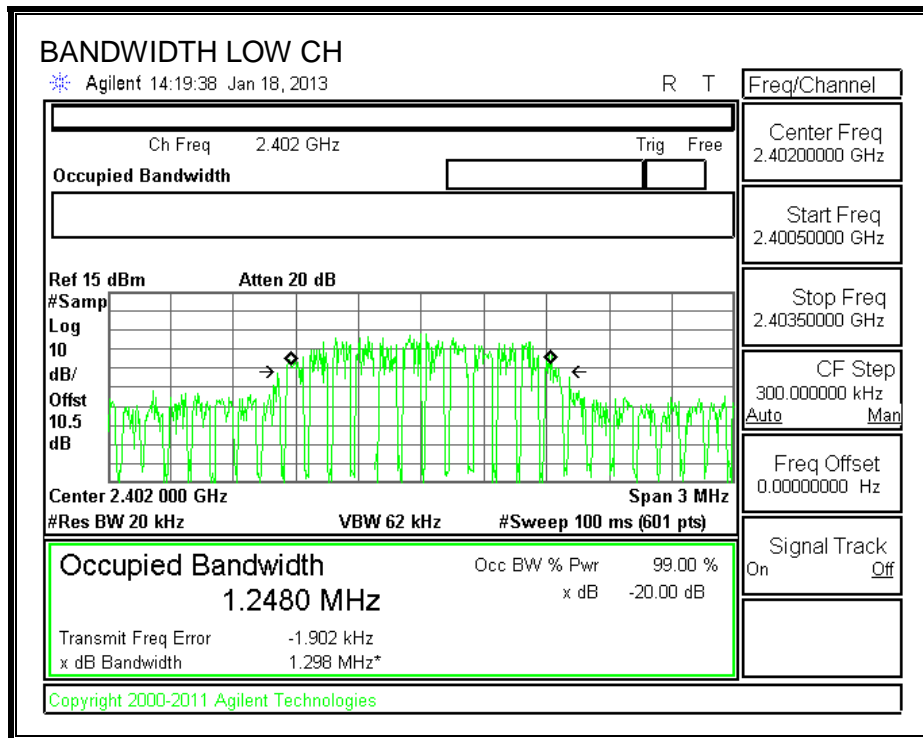 BANDWIDTH LOW CH
Agilent 14:19:38 Jan 18, 2013 R T
Freq/Channel
Ch Freq 2.402 GHz Trig Free
Occupied Bandwidth
Center Freq
2.40200000 GHz
Start Freq
2.40050000 GHz
Stop Freq
2.40350000 GHz
CF Step
300.000000 kHz
Auto Man
Freq Offset
0.00000000 Hz
Signal Track
On Off
Ref 15 dBm Atten 20 dB
#Samp
Log
10
dB/
Offst
10.5
dB
Center 2.402 000 GHz Span 3 MHz
#Res BW 20 kHz VBW 62 kHz #Sweep 100 ms (601 pts)
Occupied Bandwidth Occ BW % Pwr 99.00 %
1.2480 MHz x dB -20.00 dB
Transmit Freq Error -1.902 kHz
x dB Bandwidth 1.298 MHz*
Copyright 2000-2011 Agilent Technologies